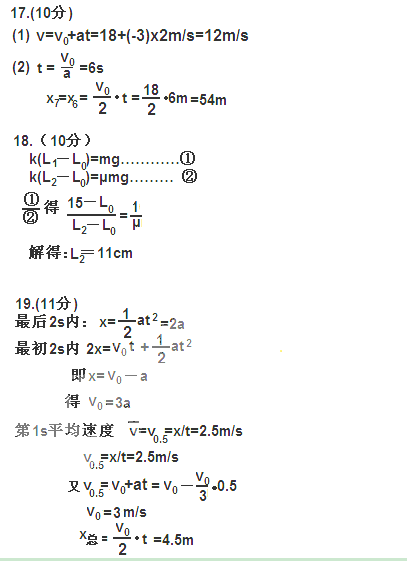 17.(10分)
(1) v=v₀+at=18+(-3)x2m/s=12m/s
(2) t = v₀/a =6s
x₇=x₆= v₀/2 • t = 18/2 •6m =54m
18.（10分）
k(L₁－L₀)=mg…………①
k(L₂－L₀)=μmg……… ②
①/② 得 15－L₀/L₂－L₀ = 1/μ
解得:L₂= 11cm
19.(11分)
最后2s内: x= 1/2 at² =2a
最初2s内 2x=v₀t + 1/2 at²
即 x= v₀ －a
得 v₀ =3a
第1s平均速度 v̅=v₀.₅=x/t=2.5m/s
v₀.₅=x/t=2.5m/s
又 v₀.₅= v₀+at = v₀ － v₀/3 •0.5
v₀ =3 m/s
x总 = v₀/2 • t =4.5m